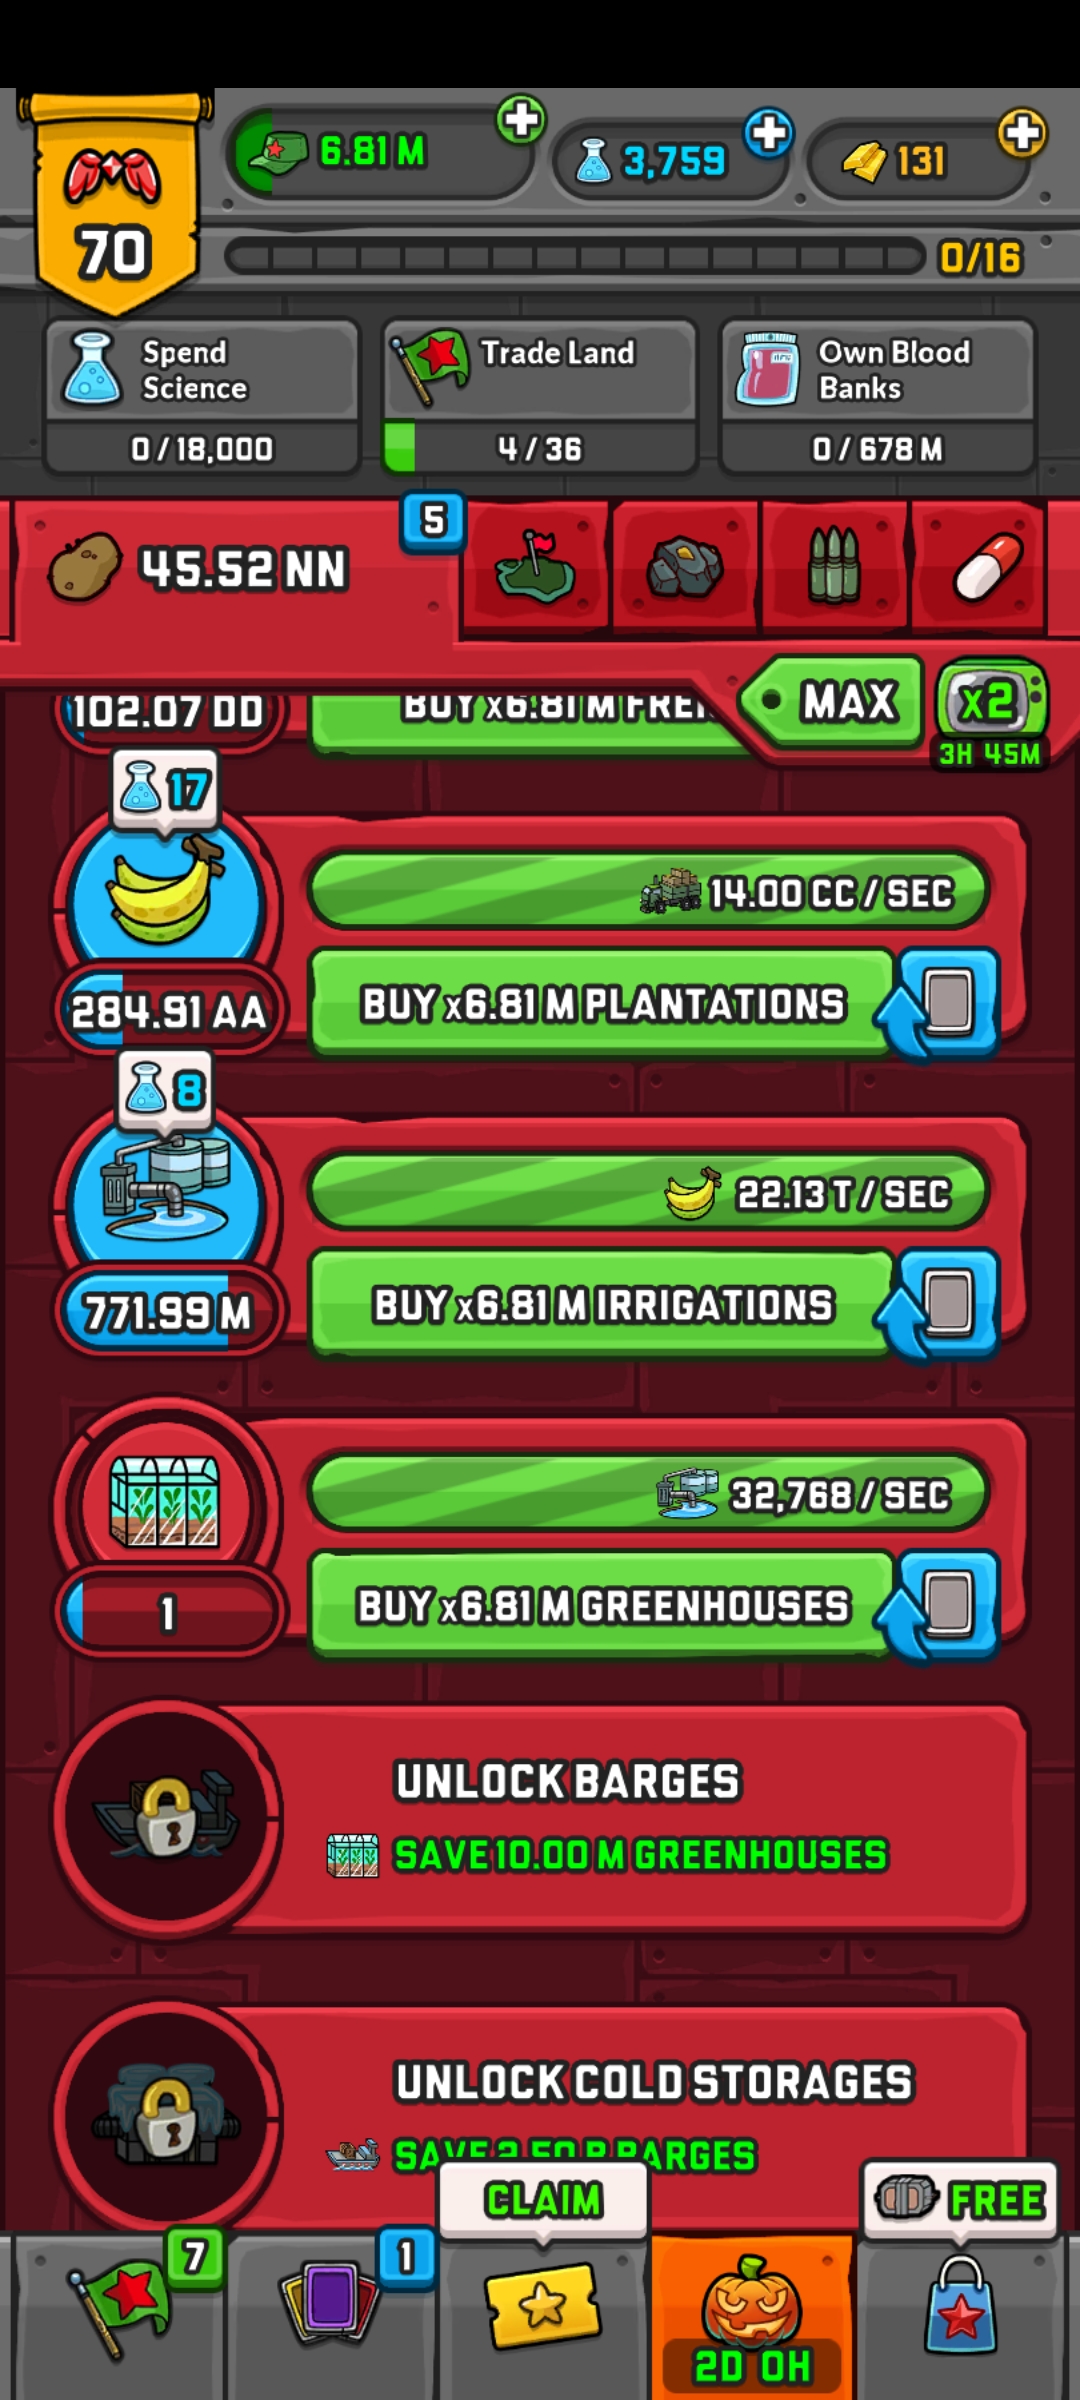 6.81 M
3,759
131
70
0/16
Spend
Science
0 / 18,000
Trade Land
4 / 36
Own Blood
Banks
0 / 678 M
45.52 NN
5
MAX
x2
3H 45M
102.07 DD
BUY x6.81 M
17
14.00 CC / SEC
284.91 AA
BUY x6.81 M PLANTATIONS
8
22.13 T / SEC
771.99 M
BUY x6.81 M IRRIGATIONS
32,768 / SEC
1
BUY x6.81 M GREENHOUSES
UNLOCK BARGES
SAVE 10.00 M GREENHOUSES
UNLOCK COLD STORAGES
SAVE 2.50 B BARGES
CLAIM
FREE
7
1
2D 0H